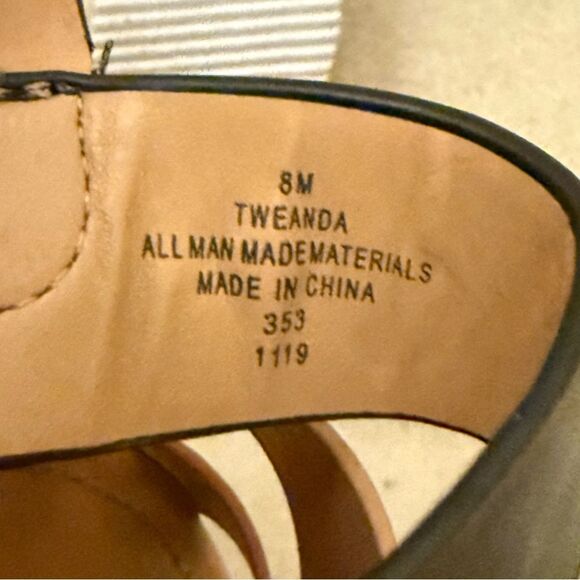 8M
TWEANDA
ALL MAN MADEMATERIALS
MADE IN CHINA
353
1119